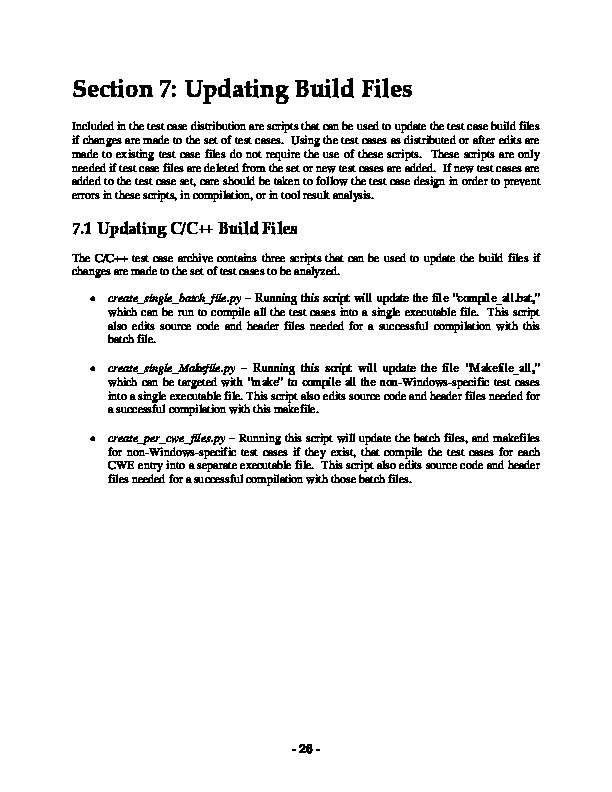 Section 7: Updating Build Files
Included in the test case distribution are scripts that can be used to update the test case build files
if changes are made to the set of test cases.  Using the test cases as distributed or after edits are
made to existing test case files do not require the use of these scripts.  These scripts are only
needed if test case files are deleted from the set or new test cases are added.  If new test cases are
added to the test case set, care should be taken to follow the test case design in order to prevent
errors in these scripts, in compilation, or in tool result analysis.
7.1 Updating C/C++ Build Files
The C/C++ test case archive contains three scripts that can be used to update the build files if
changes are made to the set of test cases to be analyzed.
• create_single_batch_file.py – Running this script will update the file "compile_all.bat,"
which can be run to compile all the test cases into a single executable file.  This script
also edits source code and header files needed for a successful compilation with this
batch file.
• create_single_Makefile.py – Running this script will update the file "Makefile_all,"
which can be targeted with "make" to compile all the non-Windows-specific test cases
into a single executable file. This script also edits source code and header files needed for
a successful compilation with this makefile.
• create_per_cwe_files.py – Running this script will update the batch files, and makefiles
for non-Windows-specific test cases if they exist, that compile the test cases for each
CWE entry into a separate executable file.  This script also edits source code and header
files needed for a successful compilation with those batch files.